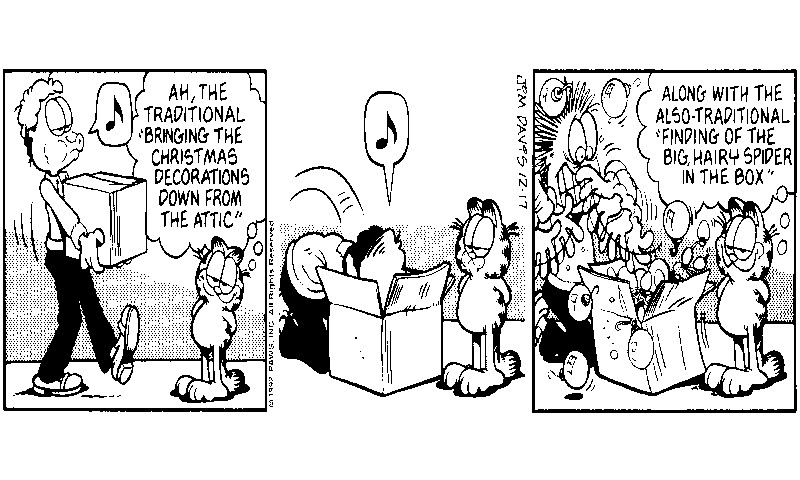 AH, THE
TRADITIONAL
"BRINGING THE
CHRISTMAS
DECORATIONS
DOWN FROM
THE ATTIC"
© 1992 PAWS, INC. All Rights Reserved
JIM DAVIS 12-17
ALONG WITH THE
ALSO-TRADITIONAL
"FINDING OF THE
BIG, HAIRY SPIDER
IN THE BOX"